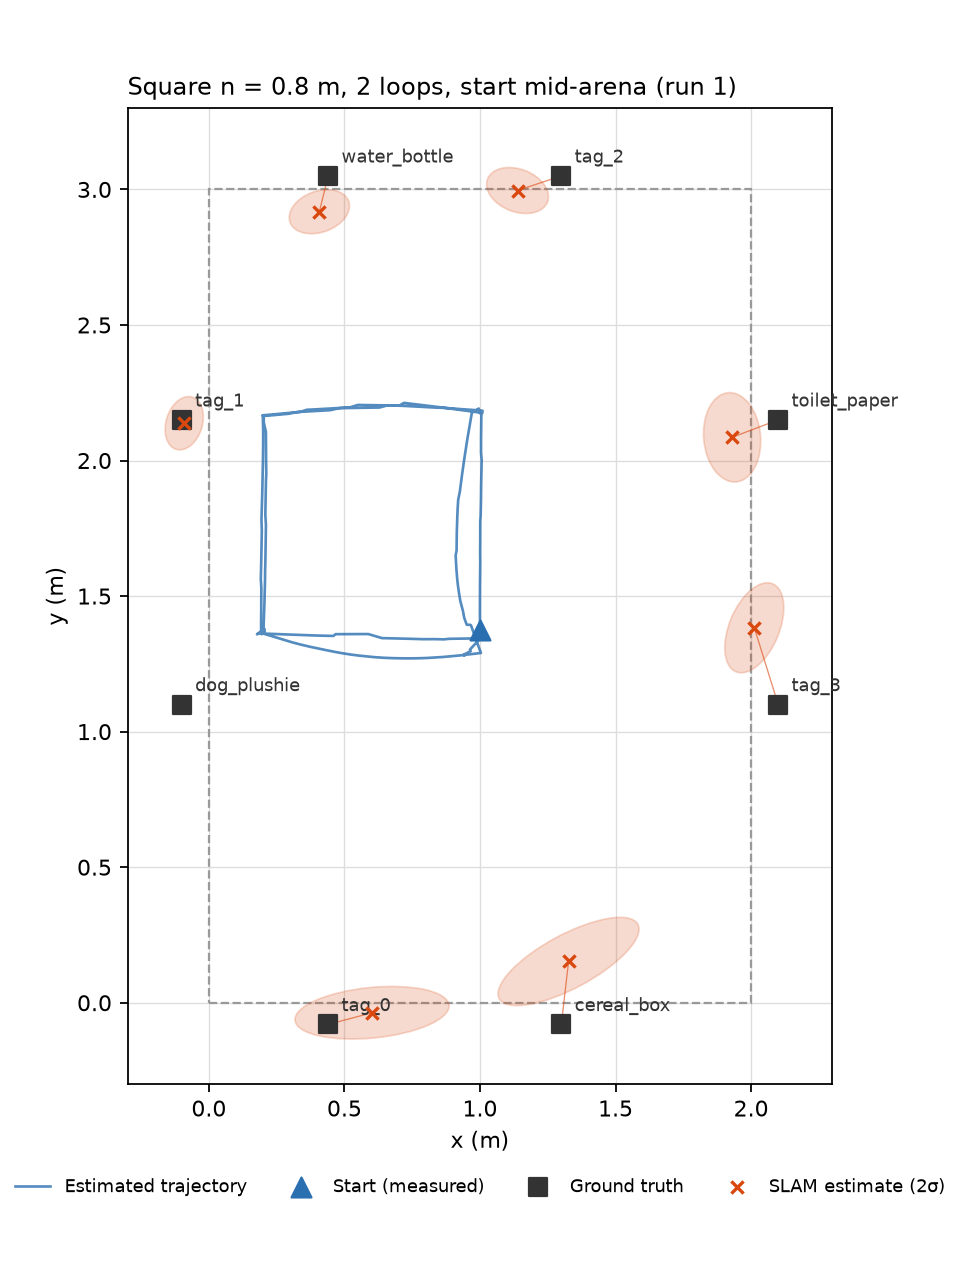 Square n = 0.8 m, 2 loops, start mid-arena (run 1)
water_bottle
tag_2
3.0
2.5
tag_1
toilet_paper
2.0
y (m)
1.5
dog_plushie
tag_3
1.0
0.5
tag_0
cereal_box
0.0
0.0
0.5
1.0
1.5
2.0
x (m)
Estimated trajectory
Start (measured)
Ground truth
SLAM estimate (2σ)